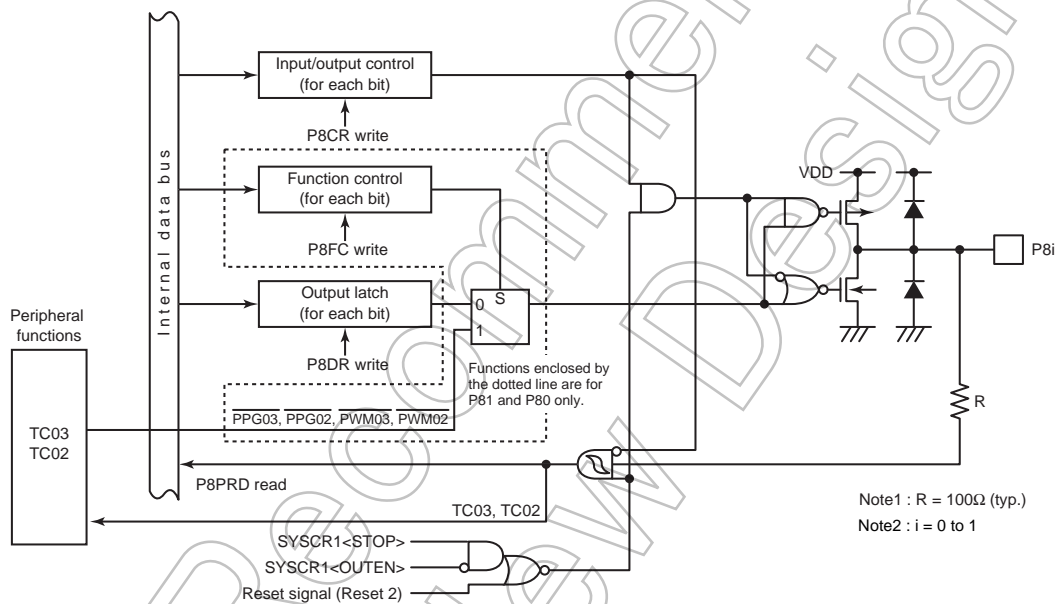 Input/output control
(for each bit)
P8CR write
Internal data bus
Function control
(for each bit)
P8FC write
Output latch
(for each bit)
P8DR write
S
0
1
Functions enclosed by
the dotted line are for
P81 and P80 only.
VDD
P8i
R
Peripheral
functions
TC03
TC02
PPG03, PPG02, PWM03, PWM02
P8PRD read
TC03, TC02
SYSCR1<STOP>
SYSCR1<OUTEN>
Reset signal (Reset 2)
Note1 : R = 100Ω (typ.)
Note2 : i = 0 to 1